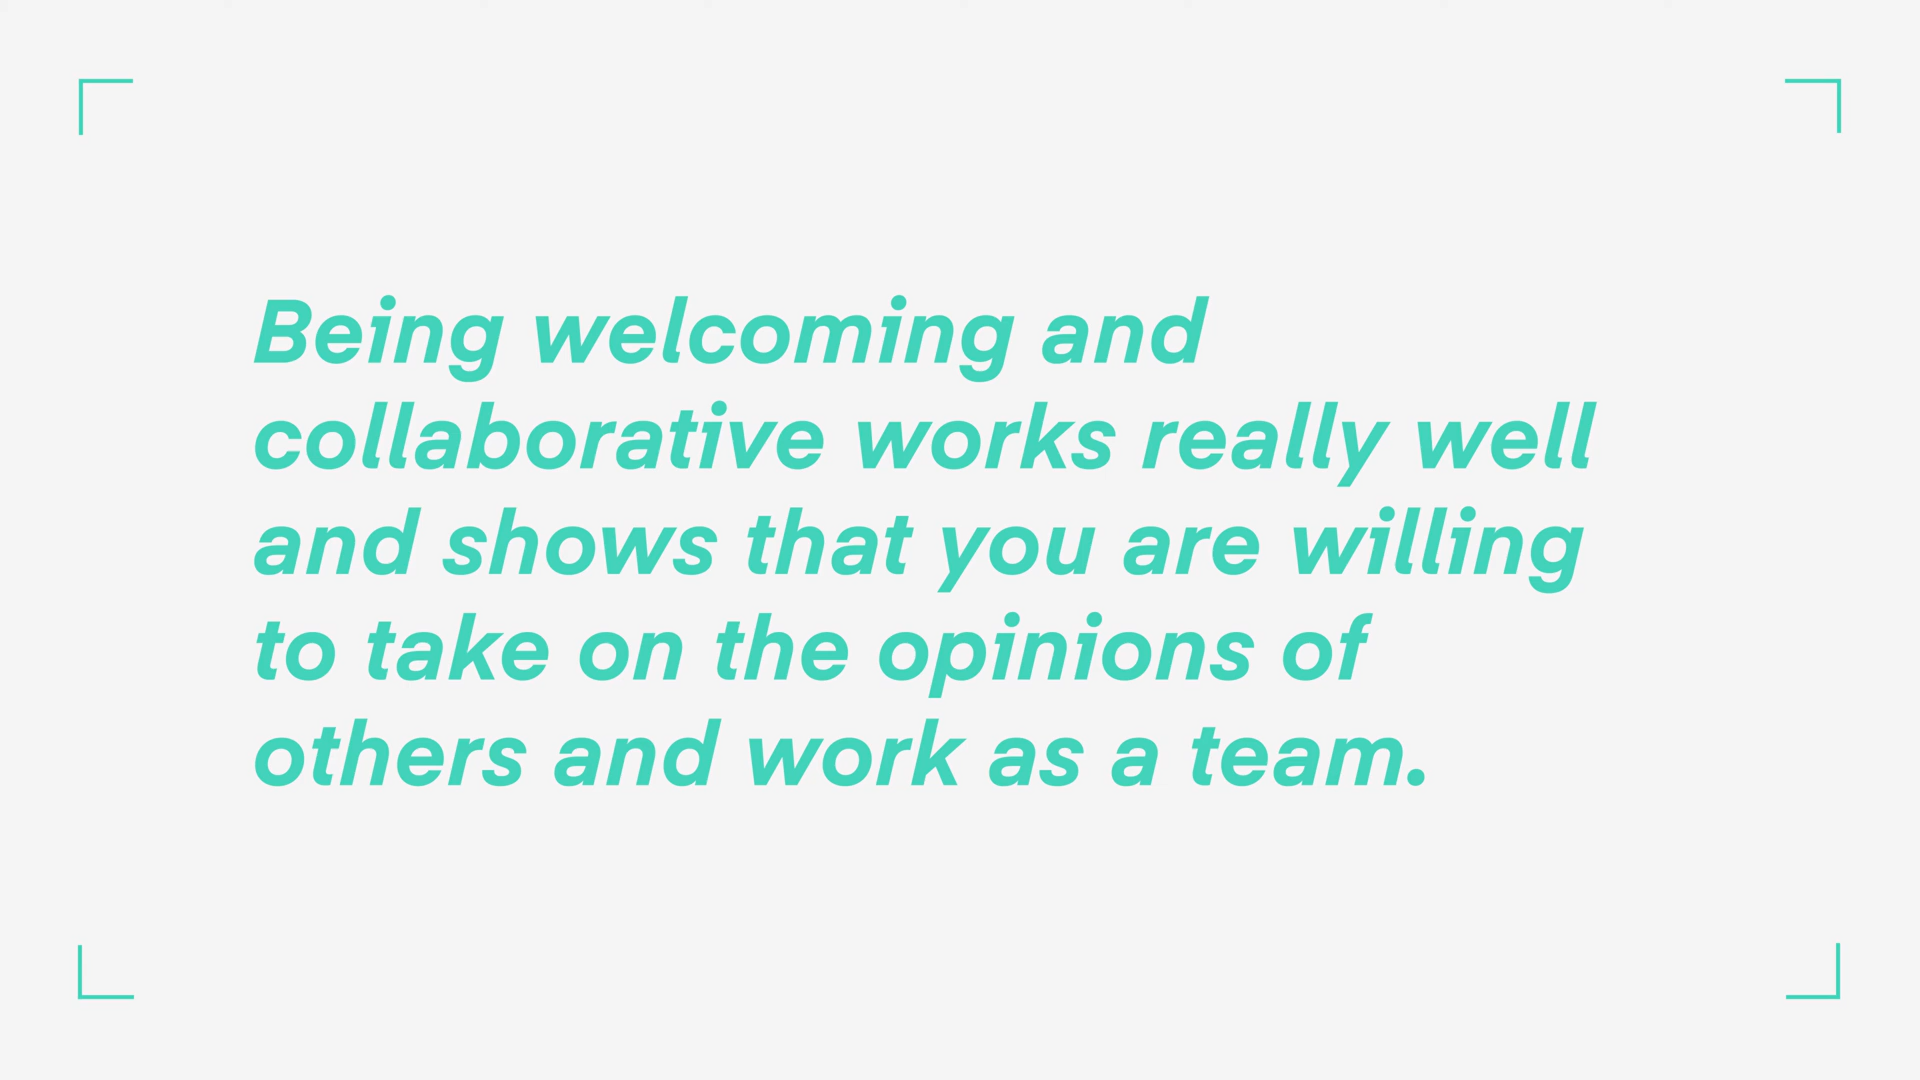 Being welcoming and
collaborative works really well
and shows that you are willing
to take on the opinions of
others and work as a team.